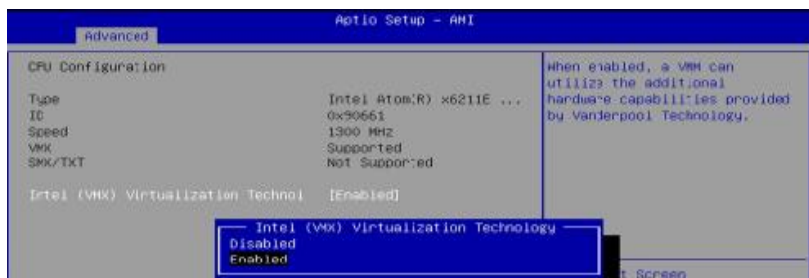 Aptio Setup - AMI
Advanced
CPU Configuration
Type Intel Atom(R) x6211E ...
ID 0x90661
Speed 1300 MHz
VMX Supported
SMX/TXT Not Supported
Intel (VMX) Virtualization Technol [Enabled]
When enabled, a VMM can
utilize the additional
hardware capabilities provided
by Vanderpool Technology.
Intel (VMX) Virtualization Technology
Disabled
Enabled
t Screen